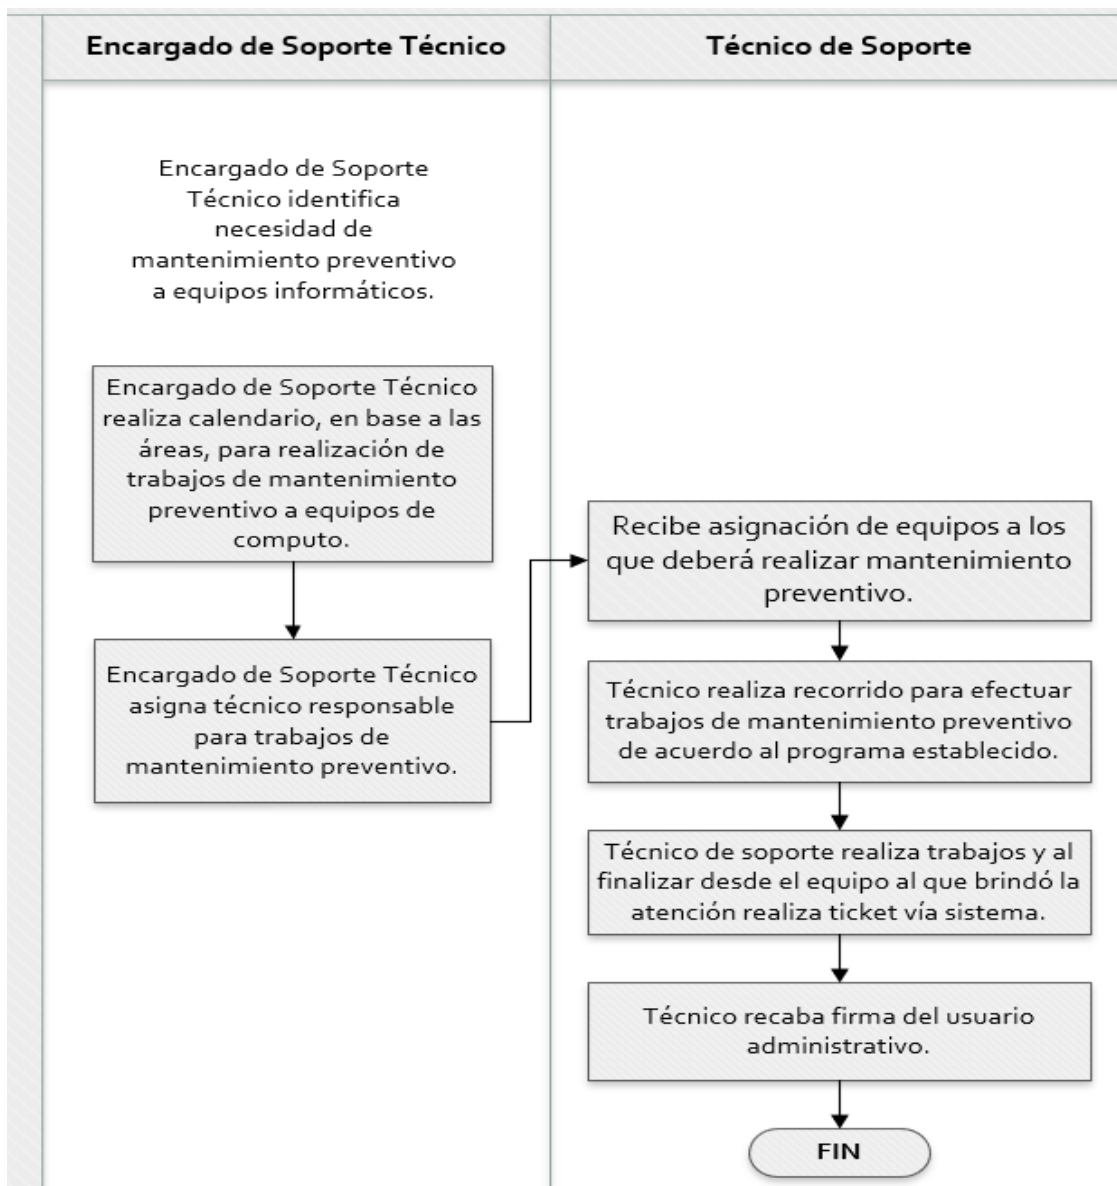 Encargado de Soporte Técnico
Técnico de Soporte
Encargado de Soporte
Técnico identifica
necesidad de
mantenimiento preventivo
a equipos informáticos.
Encargado de Soporte Técnico
realiza calendario, en base a las
áreas, para realización de
trabajos de mantenimiento
preventivo a equipos de
computo.
Encargado de Soporte Técnico
asigna técnico responsable
para trabajos de
mantenimiento preventivo.
Recibe asignación de equipos a los
que deberá realizar mantenimiento
preventivo.
Técnico realiza recorrido para efectuar
trabajos de mantenimiento preventivo
de acuerdo al programa establecido.
Técnico de soporte realiza trabajos y al
finalizar desde el equipo al que brindó la
atención realiza ticket vía sistema.
Técnico recaba firma del usuario
administrativo.
FIN